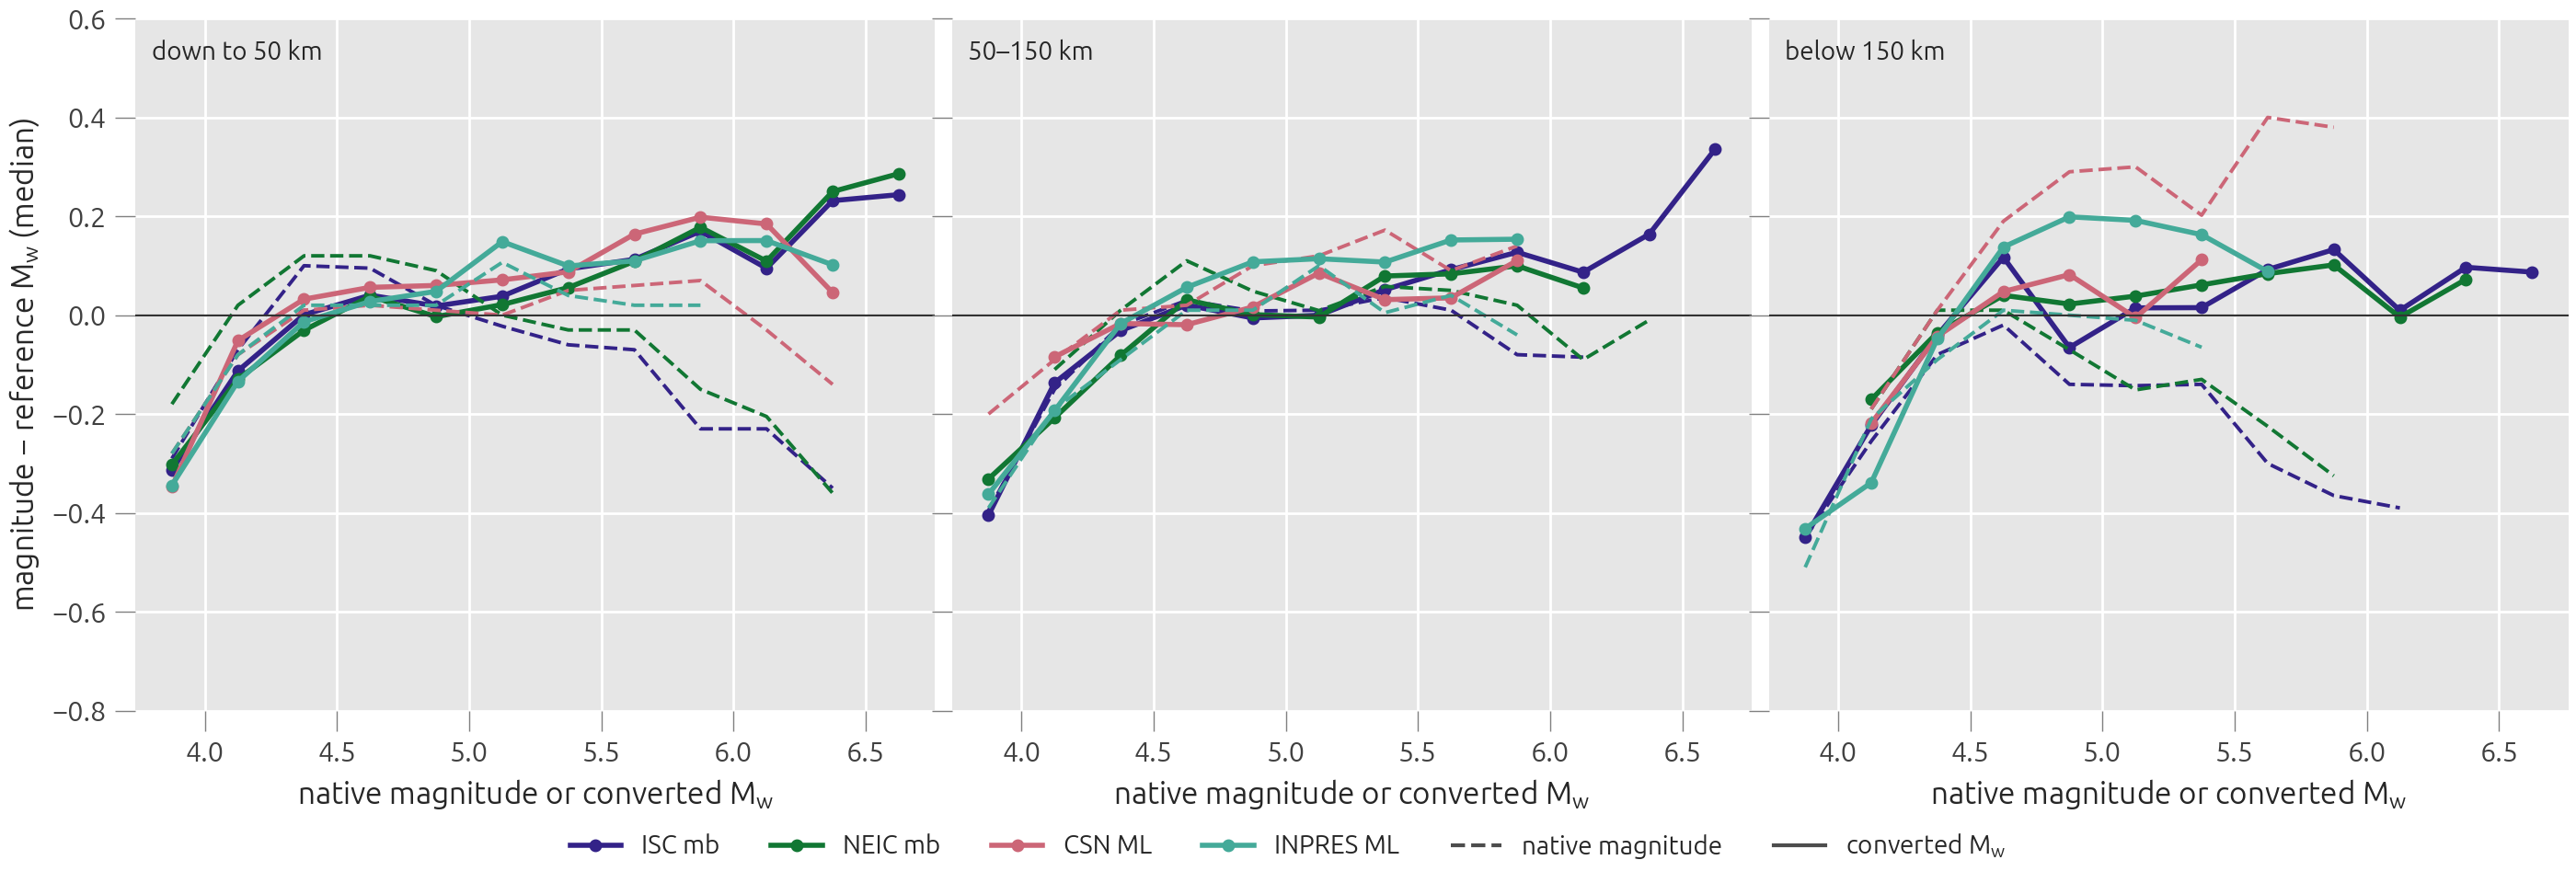 magnitude – reference Mw (median)
0.6
0.4
0.2
0.0
−0.2
−0.4
−0.6
−0.8
down to 50 km
50–150 km
below 150 km
4.0 4.5 5.0 5.5 6.0 6.5
4.0 4.5 5.0 5.5 6.0 6.5
4.0 4.5 5.0 5.5 6.0 6.5
native magnitude or converted Mw
native magnitude or converted Mw
native magnitude or converted Mw
ISC mb NEIC mb CSN ML INPRES ML native magnitude converted Mw